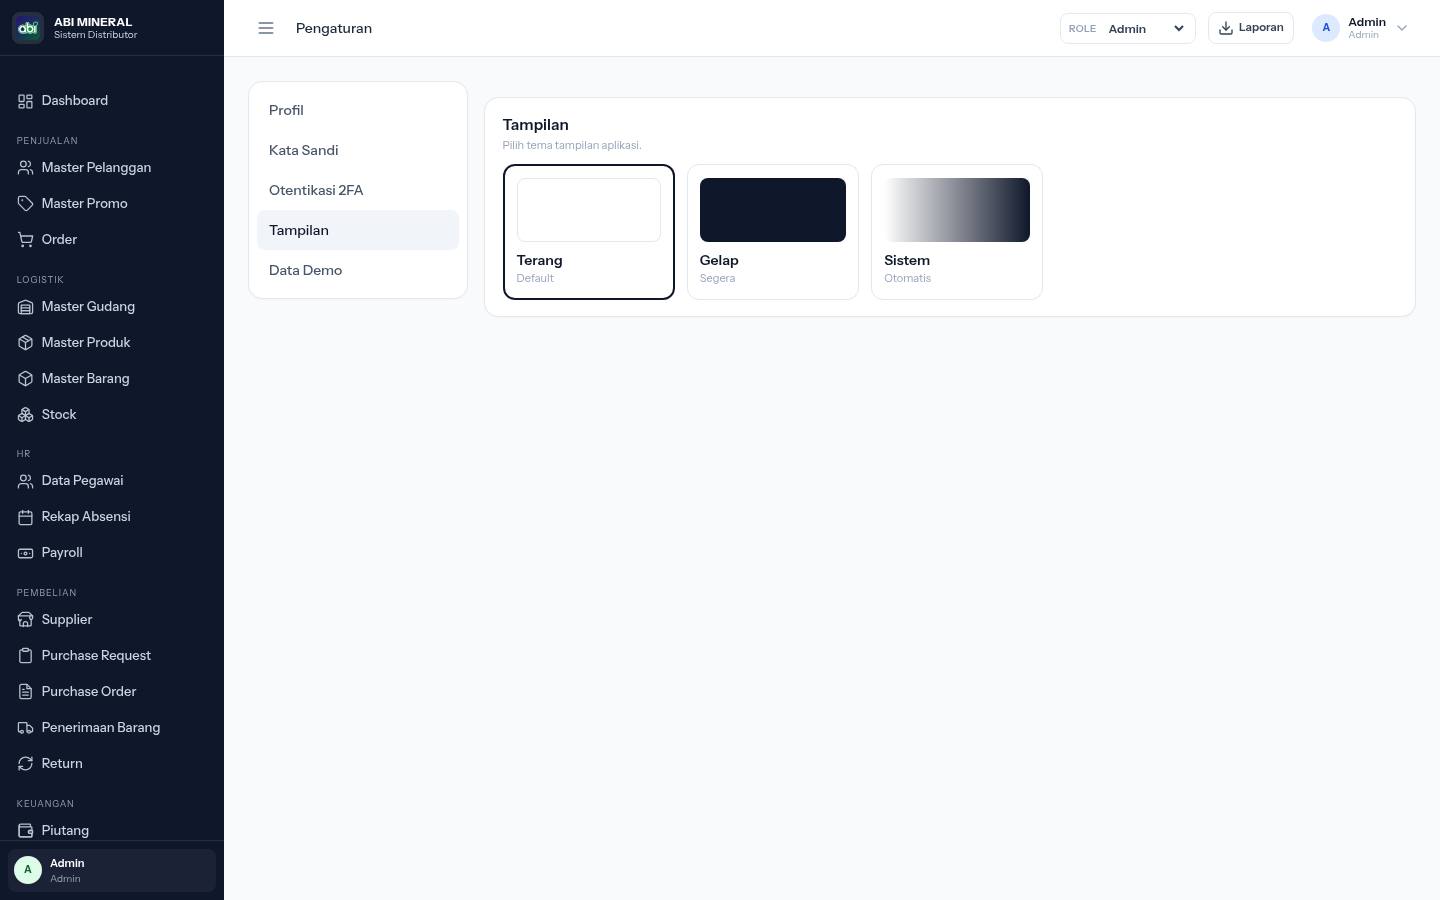 abi
ABI MINERAL
Sistem Distributor
Dashboard
PENJUALAN
Master Pelanggan
Master Promo
Order
LOGISTIK
Master Gudang
Master Produk
Master Barang
Stock
HR
Data Pegawai
Rekap Absensi
Payroll
PEMBELIAN
Supplier
Purchase Request
Purchase Order
Penerimaan Barang
Return
KEUANGAN
Piutang
A
Admin
Admin
Pengaturan
ROLE Admin
Laporan
A
Admin
Admin
Profil
Kata Sandi
Otentikasi 2FA
Tampilan
Data Demo
Tampilan
Pilih tema tampilan aplikasi.
Terang
Default
Gelap
Segera
Sistem
Otomatis